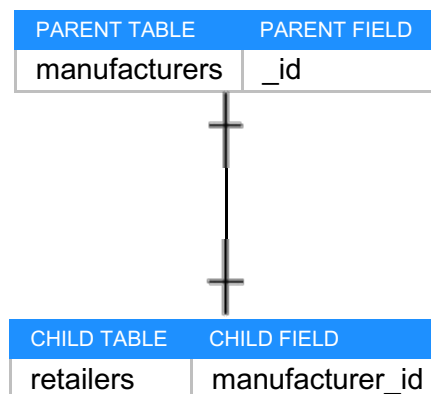 PARENT TABLE PARENT FIELD
manufacturers _id
CHILD TABLE CHILD FIELD
retailers manufacturer_id